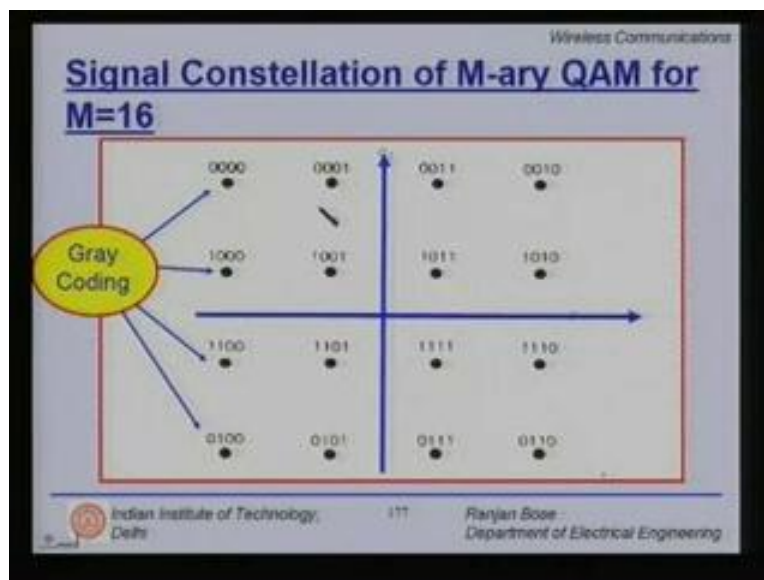 Wireless Communications
Signal Constellation of M-ary QAM for
M=16
0000 0001 0011 0010
Gray
Coding
1000 1001 1011 1010
1100 1101 1111 1110
0100 0101 0111 0110
Indian Institute of Technology,
Delhi
Ranjan Bose
Department of Electrical Engineering